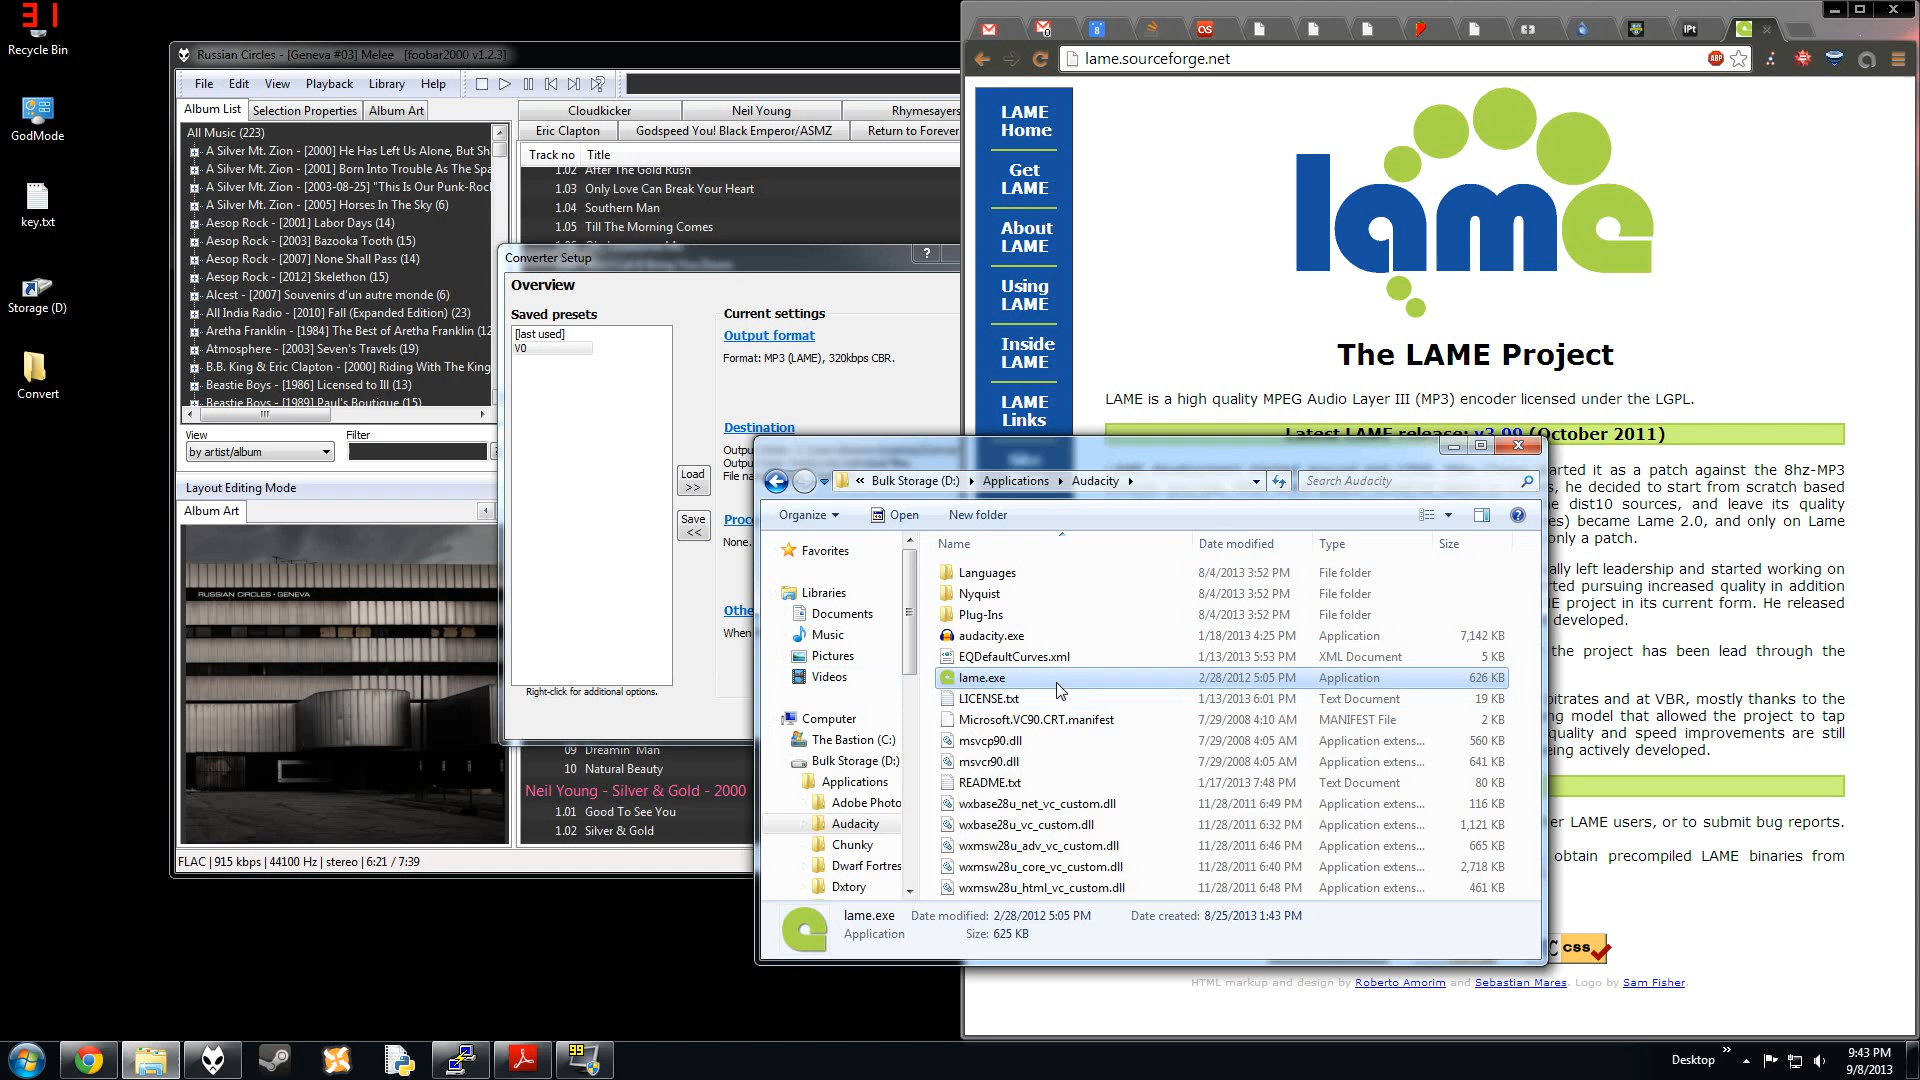 31
Recycle Bin
GodMode
key.txt
Storage (D)
Convert
Russian Circles - [Geneva #03] Melee [foobar2000 v1.2.3]
File Edit View Playback Library Help
Album List Selection Properties Album Art
All Music (223)
A Silver Mt. Zion - [2000] He Has Left Us Alone, But Sh
A Silver Mt. Zion - [2001] Born Into Trouble As The Spa
A Silver Mt. Zion - [2003-08-25] "This Is Our Punk-Roc
A Silver Mt. Zion - [2005] Horses In The Sky (6)
Aesop Rock - [2001] Labor Days (14)
Aesop Rock - [2003] Bazooka Tooth (15)
Aesop Rock - [2007] None Shall Pass (14)
Aesop Rock - [2012] Skelethon (15)
Alcest - [2007] Souvenirs d'un autre monde (6)
All India Radio - [2010] Fall (Expanded Edition) (23)
Aretha Franklin - [1984] The Best of Aretha Franklin (12
Atmosphere - [2003] Seven's Travels (19)
B.B. King & Eric Clapton - [2000] Riding With The King
Beastie Boys - [1986] Licensed to Ill (13)
Beastie Boys - [1989] Paul's Boutique (15)
View
by artist/album
Filter
Layout Editing Mode
Album Art
RUSSIAN CIRCLES · GENEVA
FLAC | 915 kbps | 44100 Hz | stereo | 6:21 / 7:39
Cloudkicker Neil Young Rhymesayers
Eric Clapton Godspeed You! Black Emperor/ASMZ Return to Forever
Track no Title
1.02 After The Gold Rush
1.03 Only Love Can Break Your Heart
1.04 Southern Man
1.05 Till The Morning Comes
09 Dreamin' Man
10 Natural Beauty
Neil Young - Silver & Gold - 2000
1.01 Good To See You
1.02 Silver & Gold
Converter Setup
?
Overview
Saved presets
[last used]
V0
Right-click for additional options.
Load
>>
Save
<<
Current settings
Output format
Format: MP3 (LAME), 320kbps CBR.
Destination
Outpu
Outpu
File na
Proce
None.
Othe
When
lame.sourceforge.net
ABP
LAME
Home
Get
LAME
About
LAME
Using
LAME
Inside
LAME
LAME
Links
lame
The LAME Project
LAME is a high quality MPEG Audio Layer III (MP3) encoder licensed under the LGPL.
Latest LAME release: v3.99 (October 2011)
arted it as a patch against the 8hz-MP3
s, he decided to start from scratch based
he dist10 sources, and leave its quality
es) became Lame 2.0, and only on Lame
only a patch.
ally left leadership and started working on
rted pursuing increased quality in addition
E project in its current form. He released
developed.
the project has been lead through the
bitrates and at VBR, mostly thanks to the
ng model that allowed the project to tap
quality and speed improvements are still
eing actively developed.
er LAME users, or to submit bug reports.
obtain precompiled LAME binaries from
css
HTML markup and design by Roberto Amorim and Sebastian Mares. Logo by Sam Fisher.
« Bulk Storage (D:) Applications Audacity
Search Audacity
Organize Open New folder
Favorites
Libraries
Documents
Music
Pictures
Videos
Computer
The Bastion (C:)
Bulk Storage (D:)
Applications
Adobe Photo
Audacity
Chunky
Dwarf Fortres
Dxtory
Name Date modified Type Size
Languages 8/4/2013 3:52 PM File folder
Nyquist 8/4/2013 3:52 PM File folder
Plug-Ins 8/4/2013 3:52 PM File folder
audacity.exe 1/18/2013 4:25 PM Application 7,142 KB
EQDefaultCurves.xml 1/13/2013 5:53 PM XML Document 5 KB
lame.exe 2/28/2012 5:05 PM Application 626 KB
LICENSE.txt 1/13/2013 6:01 PM Text Document 19 KB
Microsoft.VC90.CRT.manifest 7/29/2008 4:10 AM MANIFEST File 2 KB
msvcp90.dll 7/29/2008 4:05 AM Application extens... 560 KB
msvcr90.dll 7/29/2008 4:05 AM Application extens... 641 KB
README.txt 1/17/2013 7:48 PM Text Document 80 KB
wxbase28u_net_vc_custom.dll 11/28/2011 6:49 PM Application extens... 116 KB
wxbase28u_vc_custom.dll 11/28/2011 6:32 PM Application extens... 1,121 KB
wxmsw28u_adv_vc_custom.dll 11/28/2011 6:46 PM Application extens... 665 KB
wxmsw28u_core_vc_custom.dll 11/28/2011 6:40 PM Application extens... 2,718 KB
wxmsw28u_html_vc_custom.dll 11/28/2011 6:48 PM Application extens... 461 KB
lame.exe Date modified: 2/28/2012 5:05 PM Date created: 8/25/2013 1:43 PM
Application Size: 625 KB
99
Desktop
9:43 PM
9/8/2013